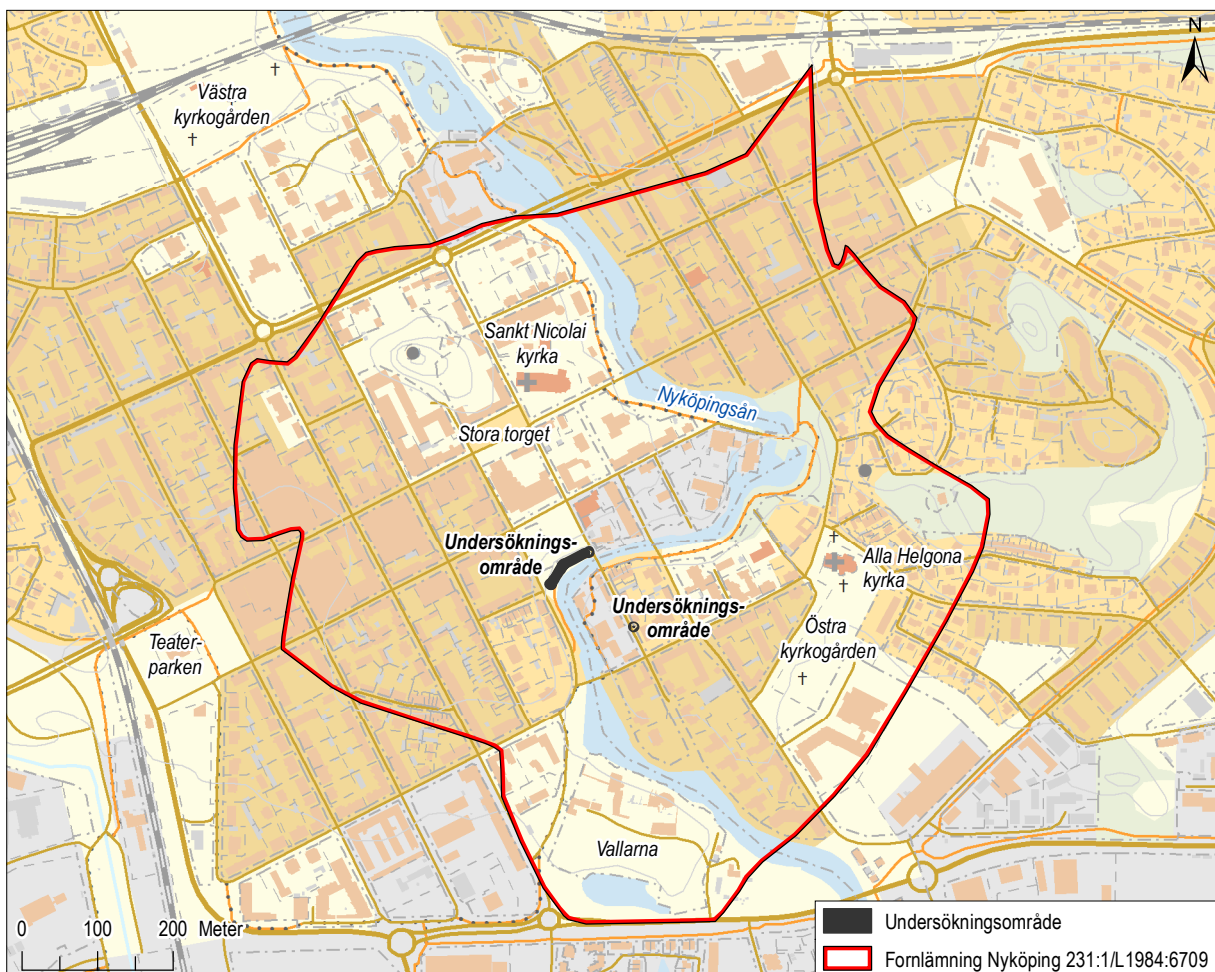 N
Västra
kyrkogården
Sankt Nicolai
kyrka
Nyköpingsån
Stora torget
Undersöknings-
område
Alla Helgona
kyrka
Undersöknings-
område
Östra
kyrkogården
Teater-
parken
Vallarna
0 100 200 Meter
Undersökningsområde
Fornlämning Nyköping 231:1/L1984:6709